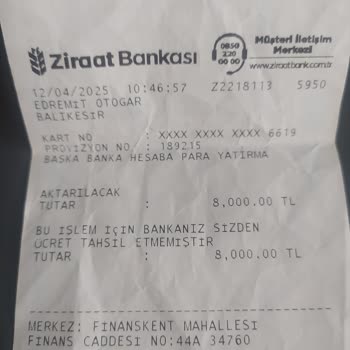 Ziraat Bankası
0850
220
00 00
Müşteri İletişim
Merkezi
www.ziraatbank.com.tr
12/04/2025 10:46:57 Z2218113 5950
EDREMIT OTOGAR
BALIKESIR
KART NO : XXXX XXXX XXXX 6619
PROVIZYON NO. : 189215
BASKA BANKA HESABA PARA YATIRMA
AKTARILACAK
TUTAR : 8,000.00 TL
BU ISLEM IÇIN BANKANIZ SIZDEN
ÜCRET TAHSIL ETMEMISTIR
TUTAR : 8,000.00 TL
MERKEZ: FINANSKENT MAHALLESI
FINANS CADDESI NO:44A 34760